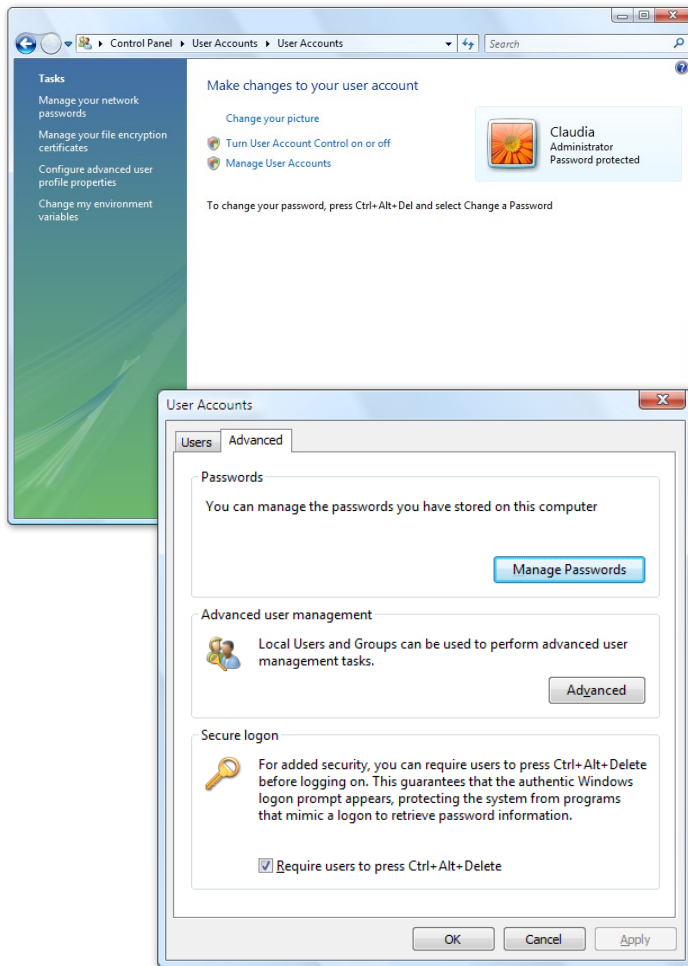 Control Panel ▸ User Accounts ▸ User Accounts
Search
Tasks
Manage your network
passwords
Manage your file encryption
certificates
Configure advanced user
profile properties
Change my environment
variables
Make changes to your user account
Change your picture
Turn User Account Control on or off
Manage User Accounts
Claudia
Administrator
Password protected
To change your password, press Ctrl+Alt+Del and select Change a Password
User Accounts
Users
Advanced
Passwords
You can manage the passwords you have stored on this computer
Manage Passwords
Advanced user management
Local Users and Groups can be used to perform advanced user
management tasks.
Advanced
Secure logon
For added security, you can require users to press Ctrl+Alt+Delete
before logging on. This guarantees that the authentic Windows
logon prompt appears, protecting the system from programs
that mimic a logon to retrieve password information.
Require users to press Ctrl+Alt+Delete
OK
Cancel
Apply